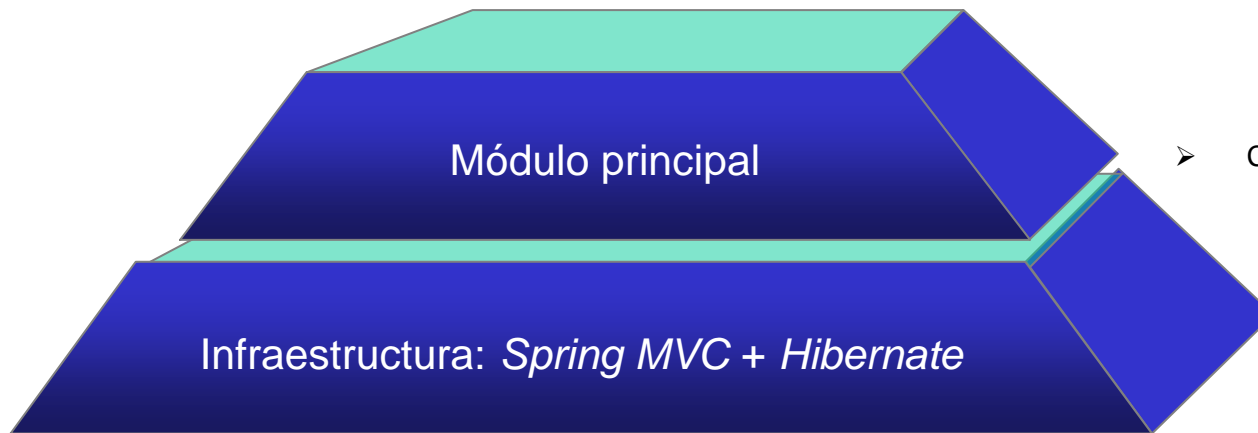 Módulo principal
➢
Infraestructura: Spring MVC + Hibernate